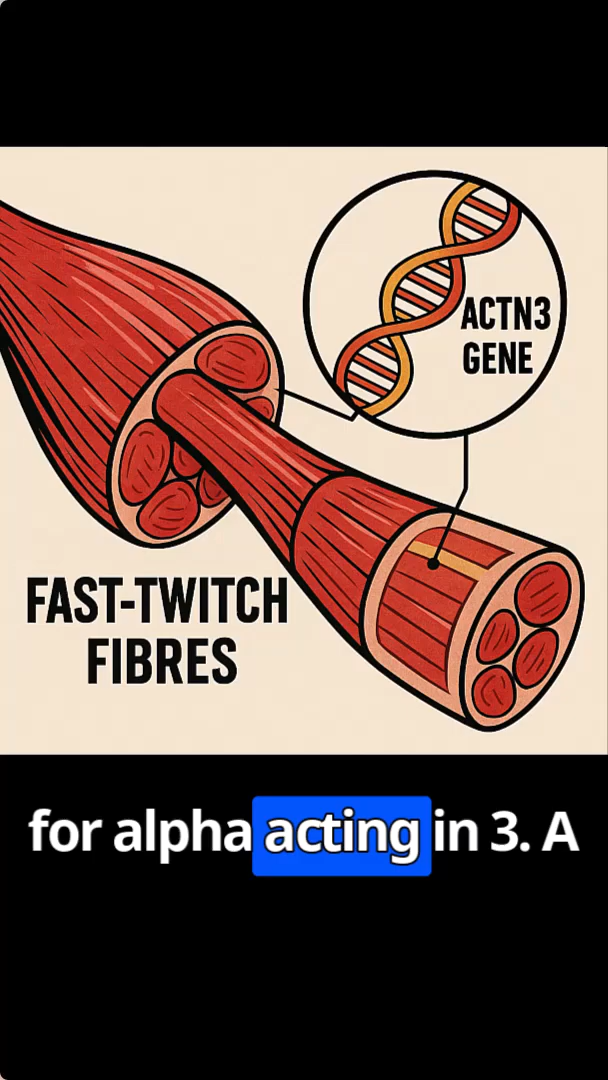 ACTN3
GENE
FAST-TWITCH
FIBRES
for alpha acting in 3. A